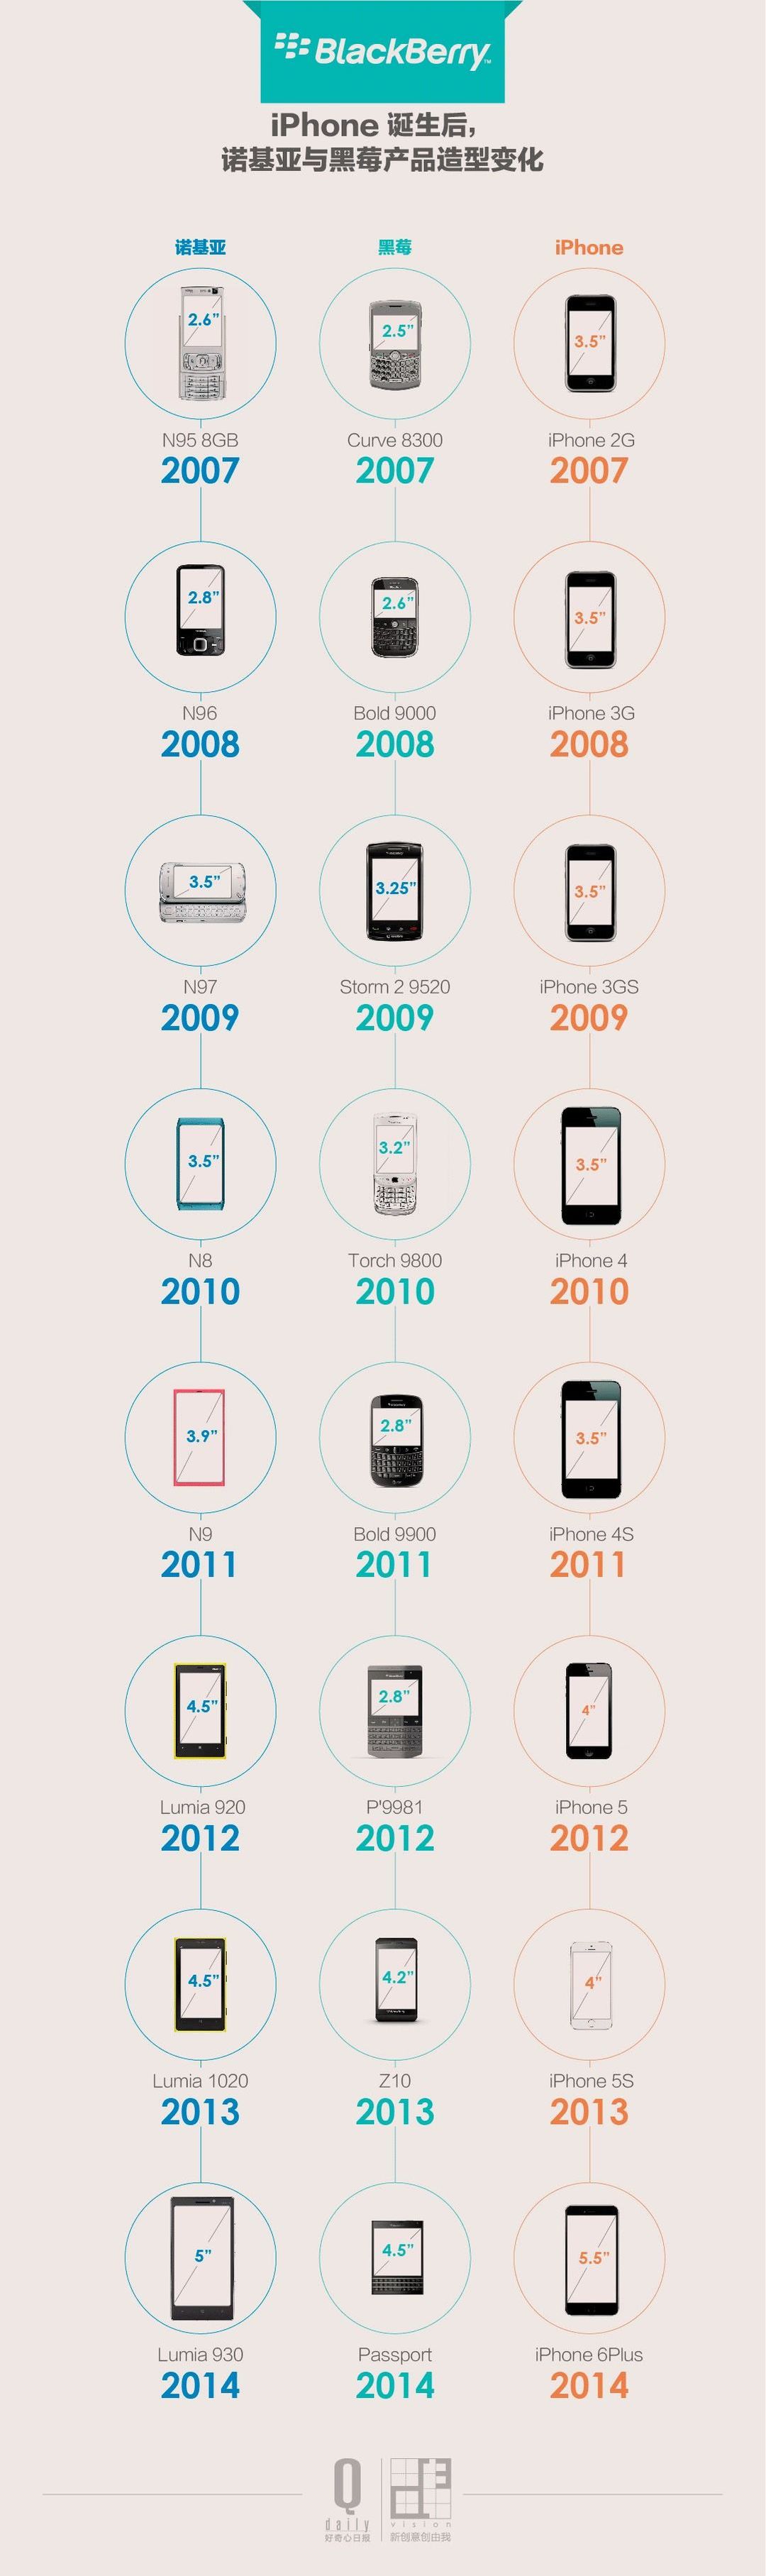 BlackBerry™
iPhone 诞生后，
诺基亚与黑莓产品造型变化
诺基亚 黑莓 iPhone
2.6” 2.5” 3.5”
N95 8GB Curve 8300 iPhone 2G
2007 2007 2007
2.8” 2.6” 3.5”
N96 Bold 9000 iPhone 3G
2008 2008 2008
3.5” 3.25” 3.5”
N97 Storm 2 9520 iPhone 3GS
2009 2009 2009
3.5” 3.2” 3.5”
N8 Torch 9800 iPhone 4
2010 2010 2010
3.9” 2.8” 3.5”
N9 Bold 9900 iPhone 4S
2011 2011 2011
4.5” 2.8” 4”
Lumia 920 P'9981 iPhone 5
2012 2012 2012
4.5” 4.2” 4”
Lumia 1020 Z10 iPhone 5S
2013 2013 2013
5” 4.5” 5.5”
Lumia 930 Passport iPhone 6Plus
2014 2014 2014
Q
daily vision
好奇心日报 新创意创由我